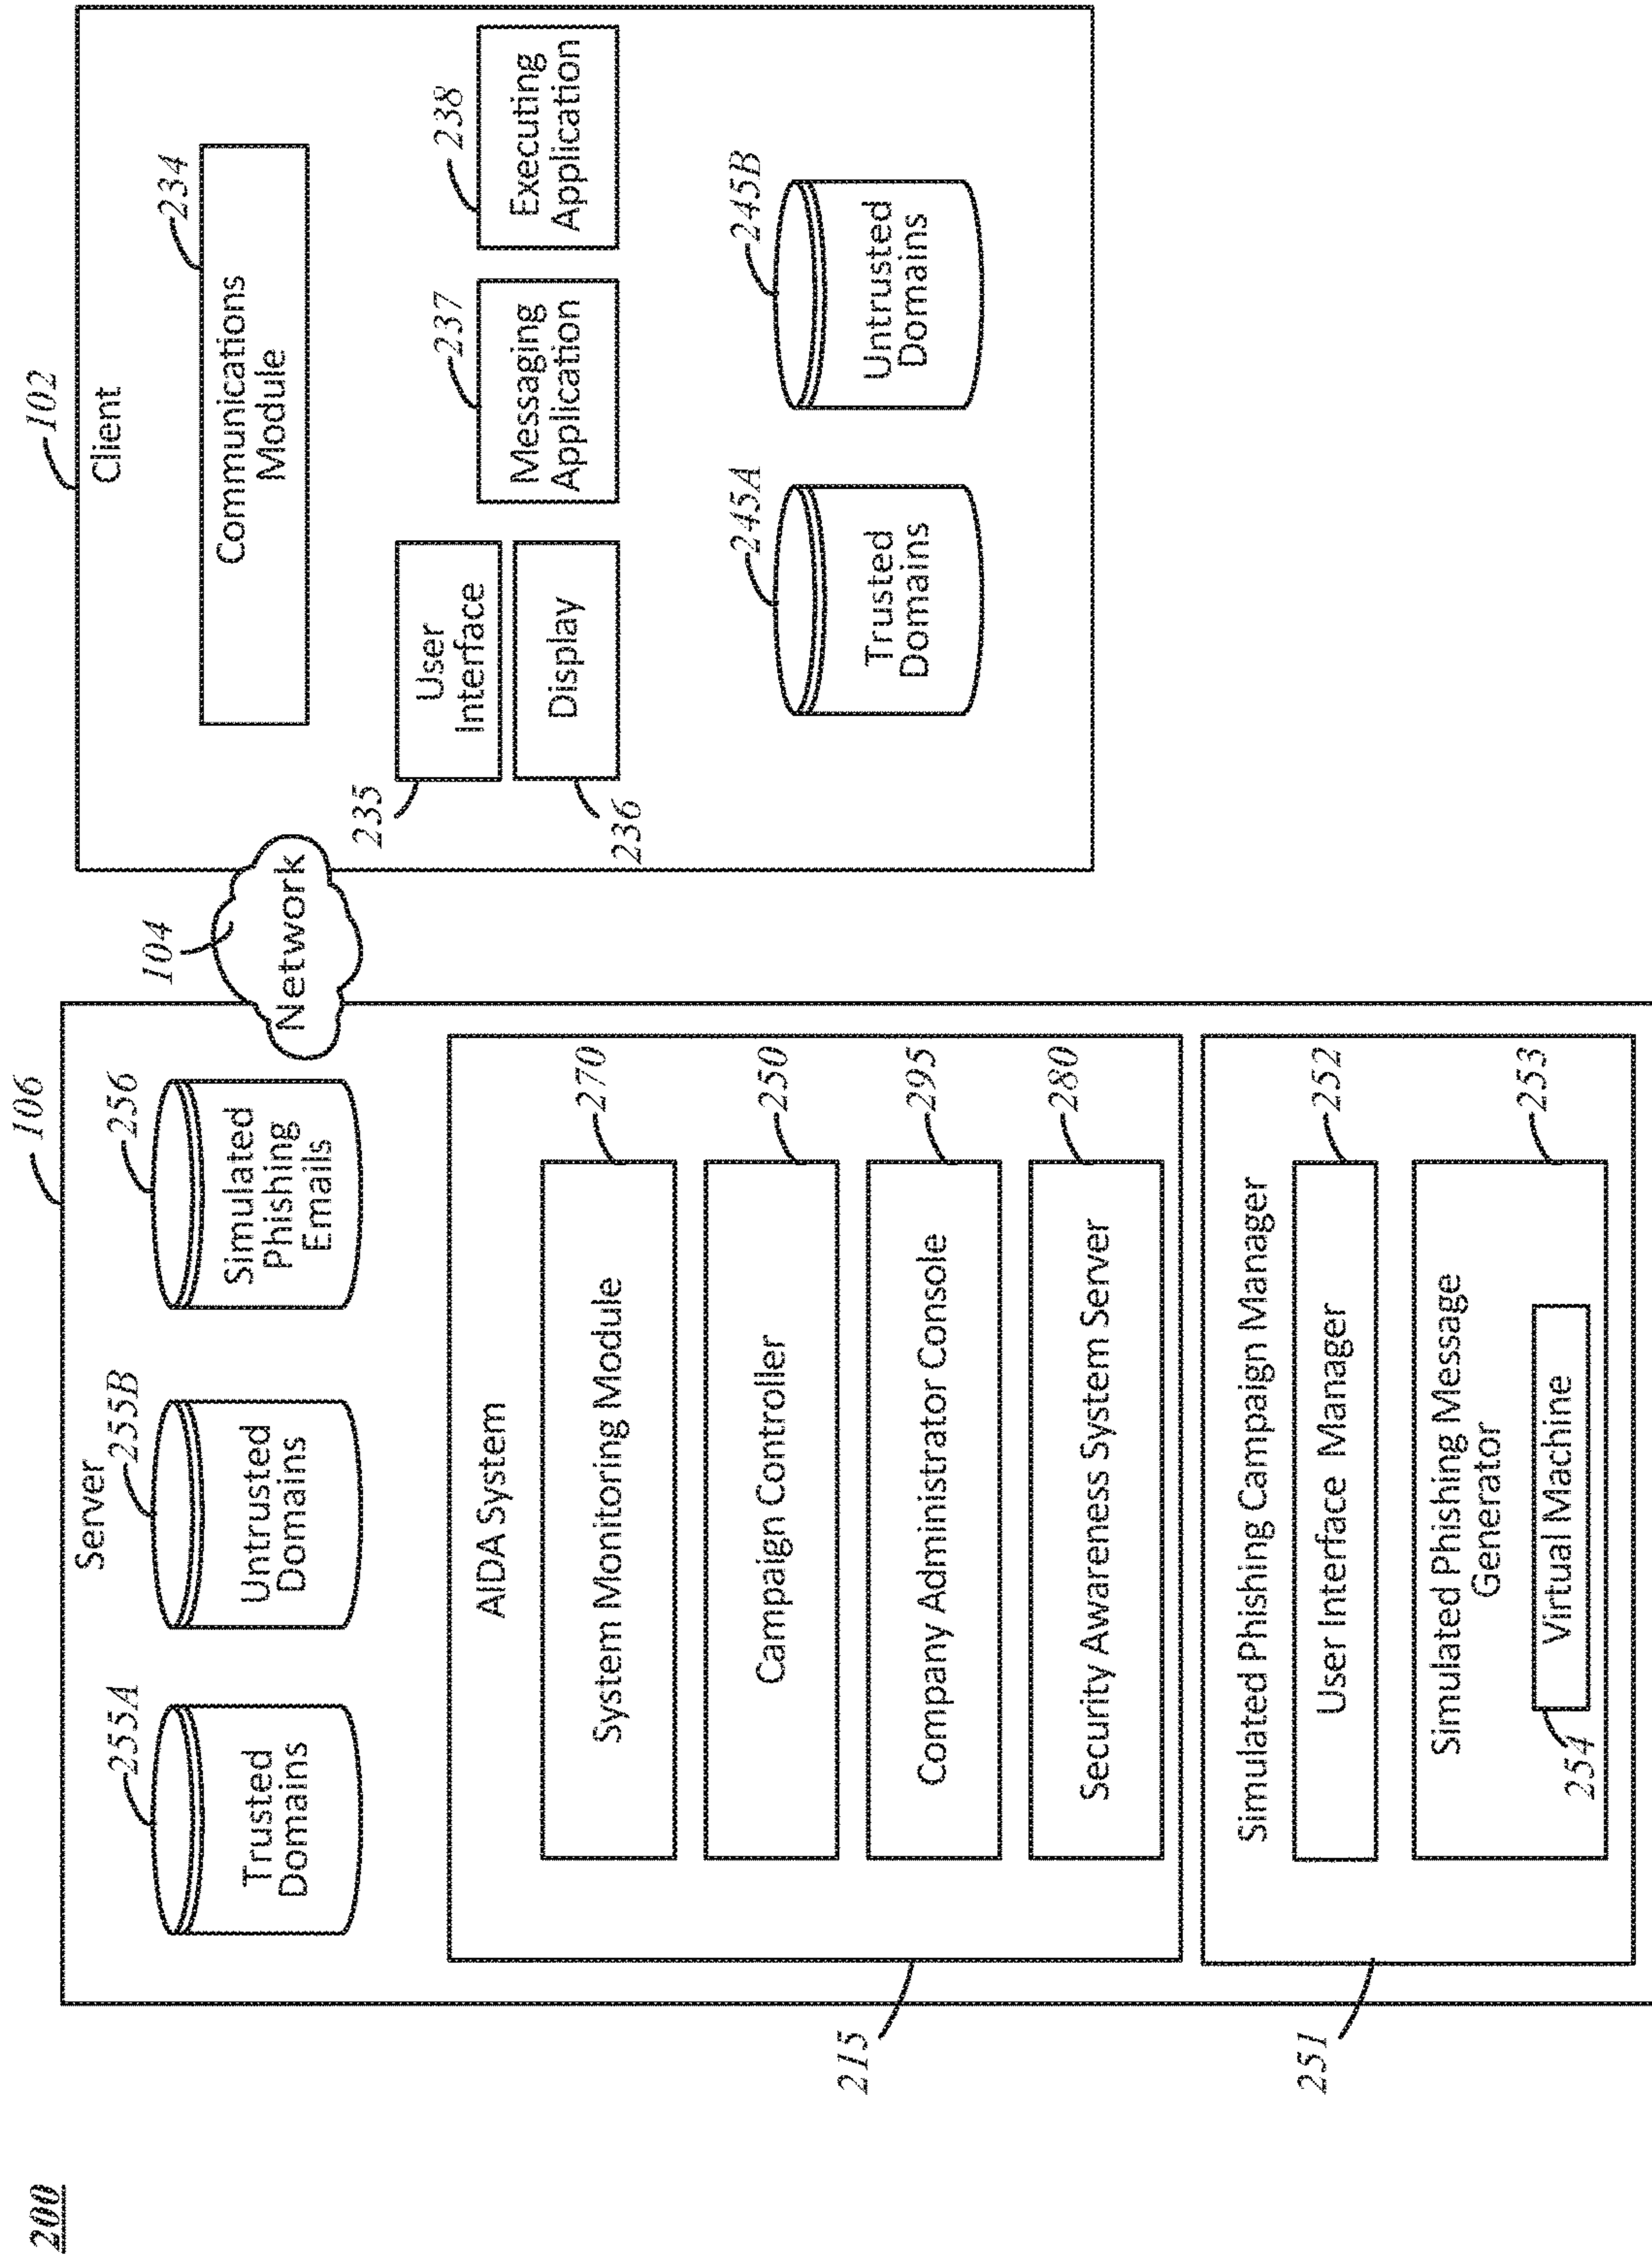 200
106
Server
255A
Trusted
Domains
255B
Untrusted
Domains
256
Simulated
Phishing
Emails
AIDA System
System Monitoring Module
270
Campaign Controller
250
Company Administrator Console
295
Security Awareness System Server
280
215
Simulated Phishing Campaign Manager
User Interface Manager
252
Simulated Phishing Message
Generator
253
Virtual Machine
254
251
104
Network
102
Client
234
Communications
Module
235
User
Interface
Display
236
237
Messaging
Application
238
Executing
Application
245A
Trusted
Domains
245B
Untrusted
Domains